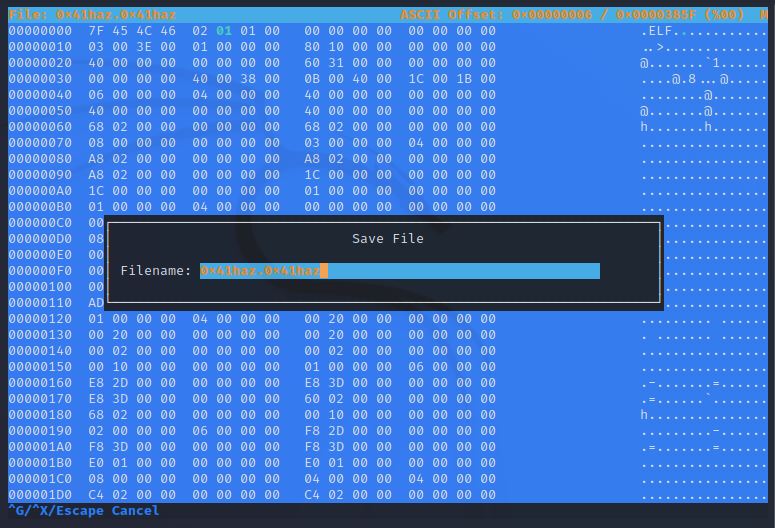 File: 0×41haz.0×41haz ASCII Offset: 0×00000006 / 0×0000385F (%00) M
00000000 7F 45 4C 46 02 01 01 00 00 00 00 00 00 00 00 00 .ELF............
00000010 03 00 3E 00 01 00 00 00 80 10 00 00 00 00 00 00 ..>.............
00000020 40 00 00 00 00 00 00 00 60 31 00 00 00 00 00 00 @.......`1......
00000030 00 00 00 00 40 00 38 00 0B 00 40 00 1C 00 1B 00 ....@.8...@.....
00000040 06 00 00 00 04 00 00 00 40 00 00 00 00 00 00 00 ........@.......
00000050 40 00 00 00 00 00 00 00 40 00 00 00 00 00 00 00 @.......@.......
00000060 68 02 00 00 00 00 00 00 68 02 00 00 00 00 00 00 h.......h.......
00000070 08 00 00 00 00 00 00 00 03 00 00 00 04 00 00 00 ................
00000080 A8 02 00 00 00 00 00 00 A8 02 00 00 00 00 00 00 ................
00000090 A8 02 00 00 00 00 00 00 1C 00 00 00 00 00 00 00 ................
000000A0 1C 00 00 00 00 00 00 00 01 00 00 00 00 00 00 00 ................
000000B0 01 00 00 00 04 00 00 00 00 00 00 00 00 00 00 00 ................
000000C0 00
000000D0 08
Save File
000000E0 00
000000F0 00 Filename: 0×41haz.0×41haz
00000100 00
00000110 AD
00000120 01 00 00 00 04 00 00 00 00 20 00 00 00 00 00 00 ......... ......
00000130 00 20 00 00 00 00 00 00 00 20 00 00 00 00 00 00 . ....... ......
00000140 00 02 00 00 00 00 00 00 00 02 00 00 00 00 00 00 ................
00000150 00 10 00 00 00 00 00 00 01 00 00 00 06 00 00 00 ................
00000160 E8 2D 00 00 00 00 00 00 E8 3D 00 00 00 00 00 00 .-.......=......
00000170 E8 3D 00 00 00 00 00 00 60 02 00 00 00 00 00 00 .=......`.......
00000180 68 02 00 00 00 00 00 00 00 10 00 00 00 00 00 00 h...............
00000190 02 00 00 00 06 00 00 00 F8 2D 00 00 00 00 00 00 .........-......
000001A0 F8 3D 00 00 00 00 00 00 F8 3D 00 00 00 00 00 00 .=.......=......
000001B0 E0 01 00 00 00 00 00 00 E0 01 00 00 00 00 00 00 ................
000001C0 08 00 00 00 00 00 00 00 04 00 00 00 04 00 00 00 ................
000001D0 C4 02 00 00 00 00 00 00 C4 02 00 00 00 00 00 00 ................
^G/^X/Escape Cancel